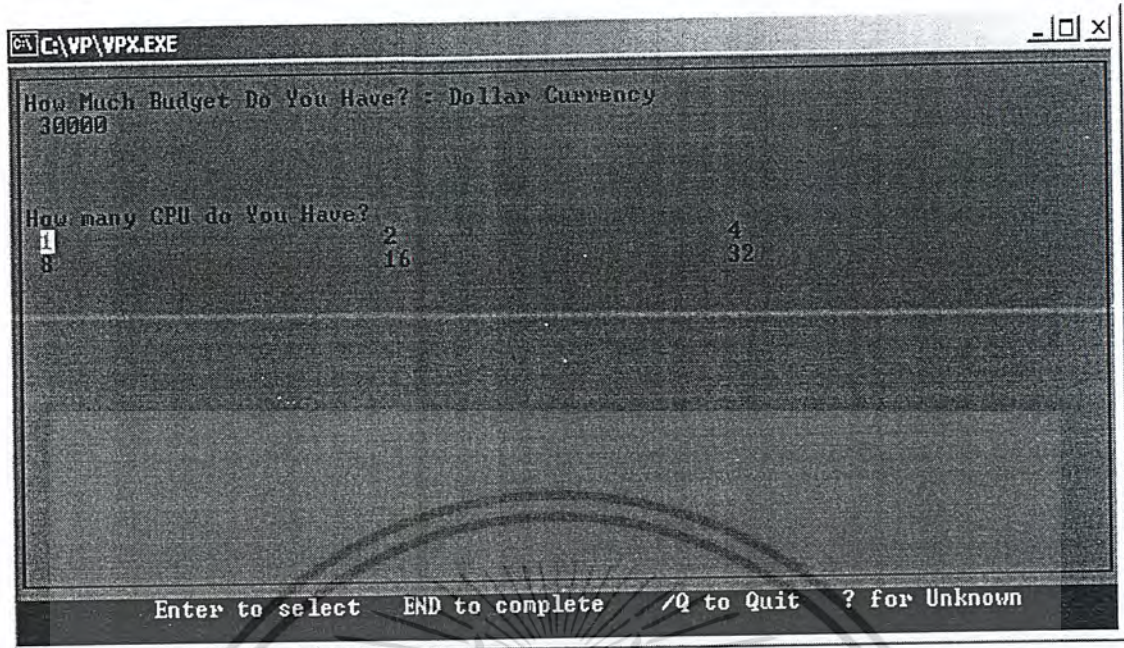 C:\VP\VPX.EXE
How Much Budget Do You Have? : Dollar Currency
30000
How many CPU do You Have?
1 2 4
8 16 32
Enter to select END to complete /Q to Quit ? for Unknown